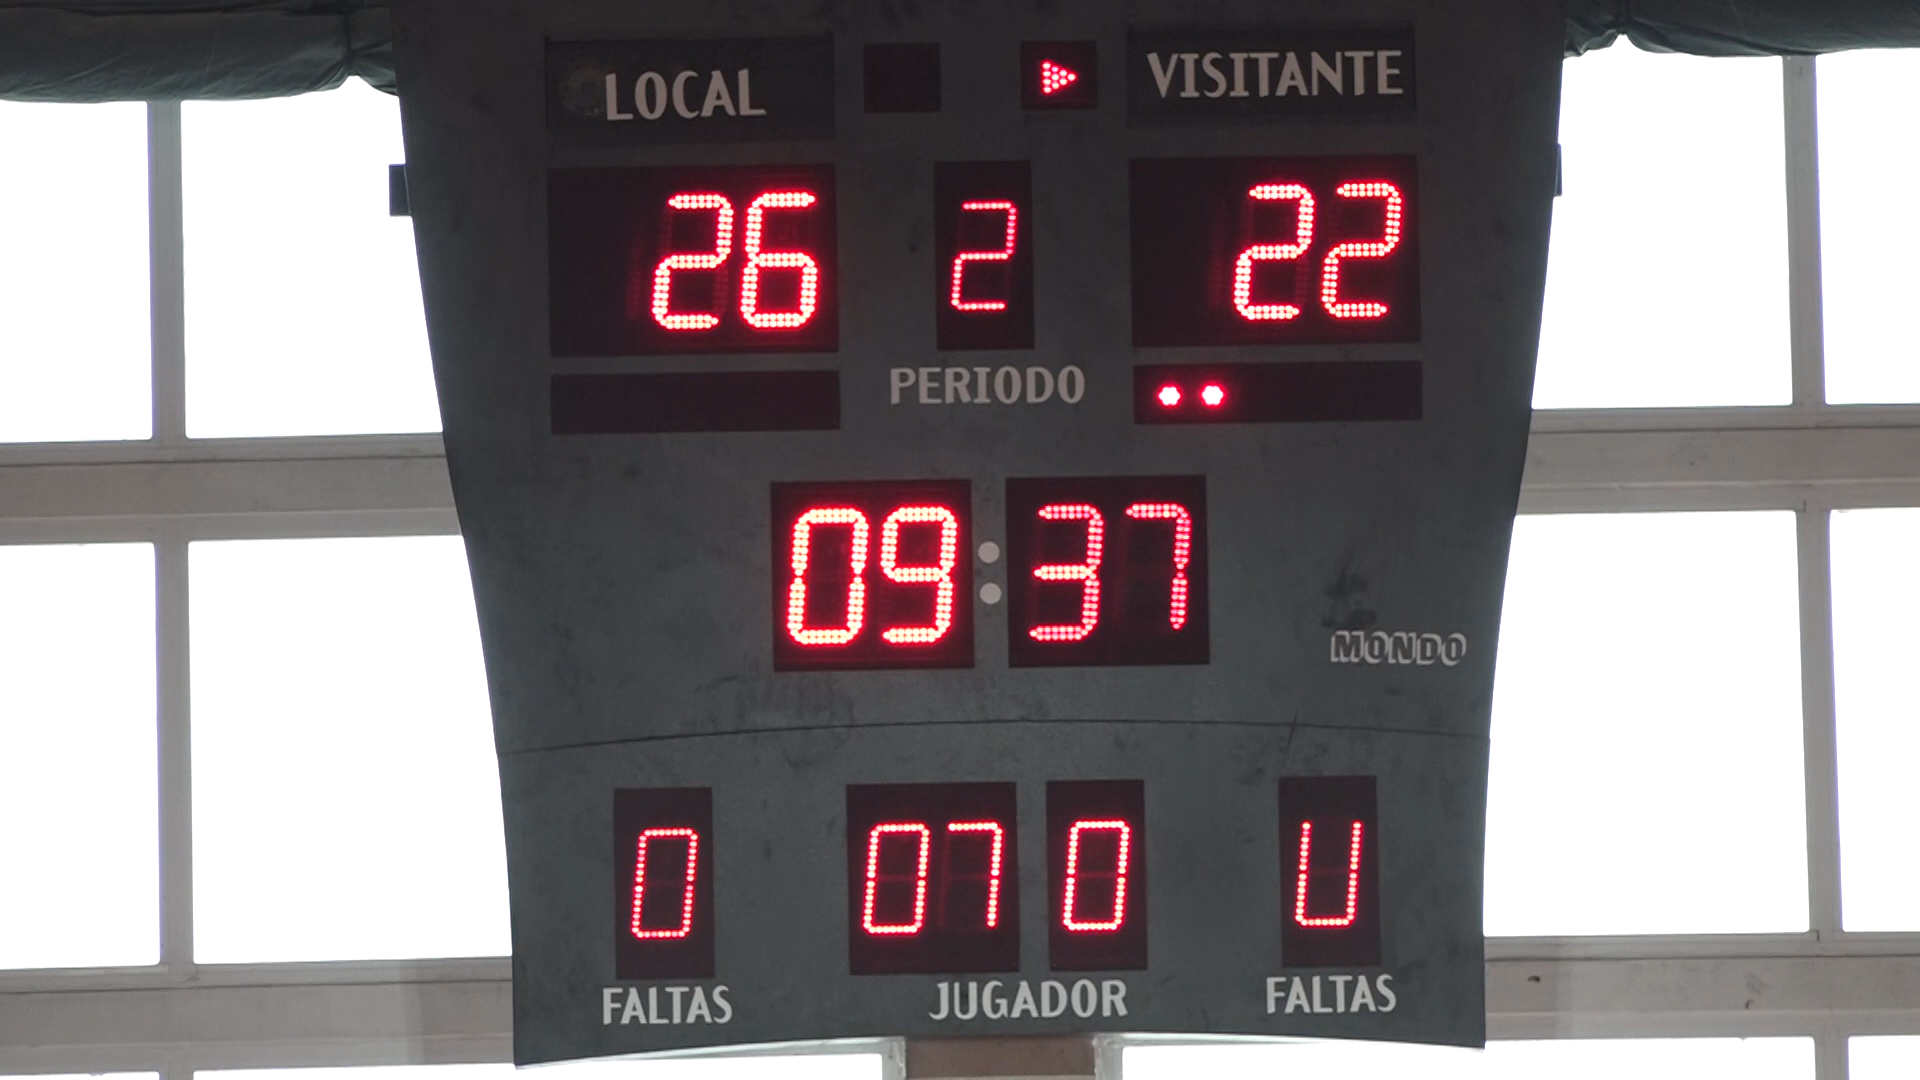 LOCAL VISITANTE
26 2 22
PERIODO
09:37
MONDO
0 07 0 U
FALTAS JUGADOR FALTAS